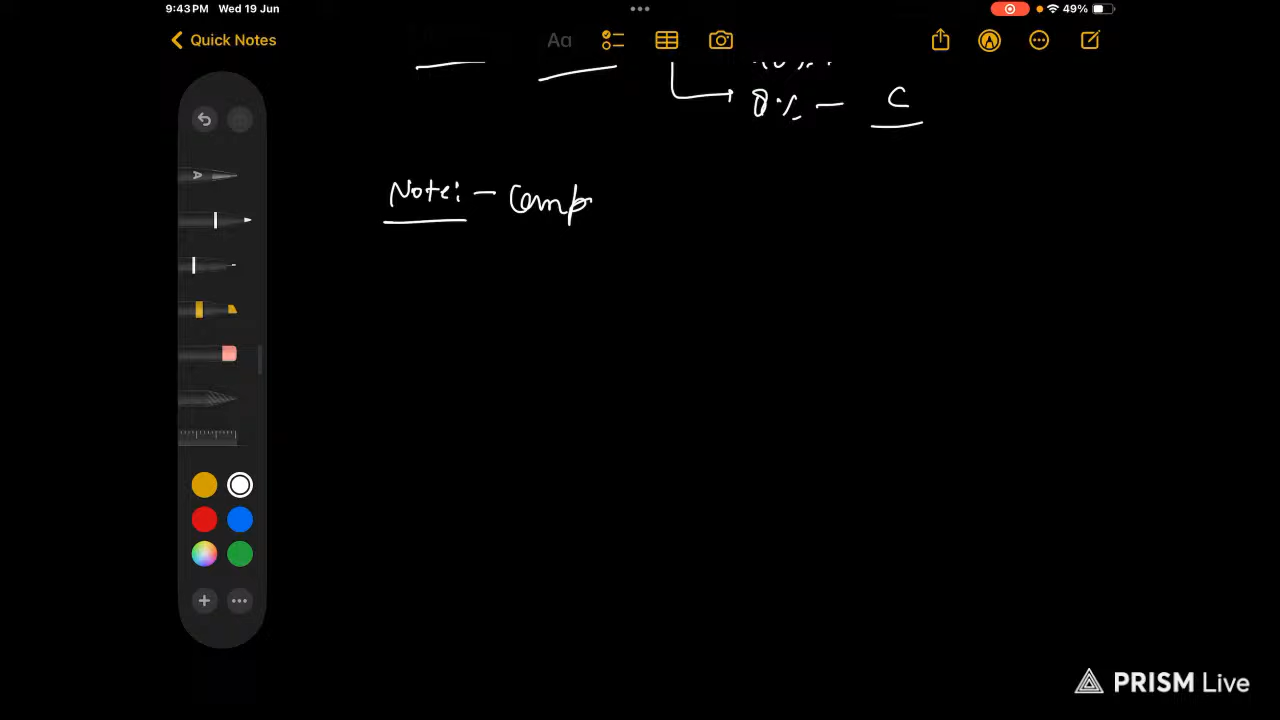 9:43 PM Wed 19 Jun
49%
Quick Notes
Aa
8% - C
Note: - Comp
A
PRISM Live